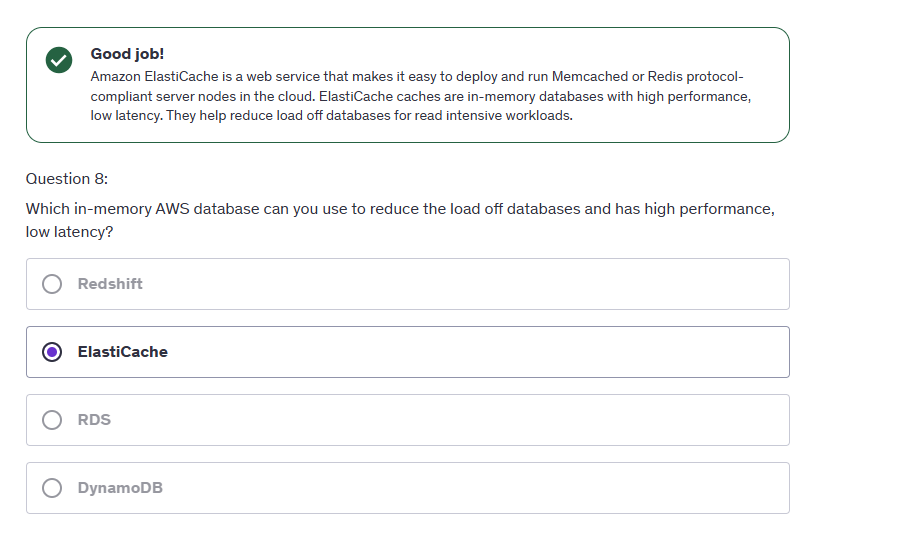 Good job!
Amazon ElastiCache is a web service that makes it easy to deploy and run Memcached or Redis protocol-
compliant server nodes in the cloud. ElastiCache caches are in-memory databases with high performance,
low latency. They help reduce load off databases for read intensive workloads.
Question 8:
Which in-memory AWS database can you use to reduce the load off databases and has high performance,
low latency?
Redshift
ElastiCache
RDS
DynamoDB